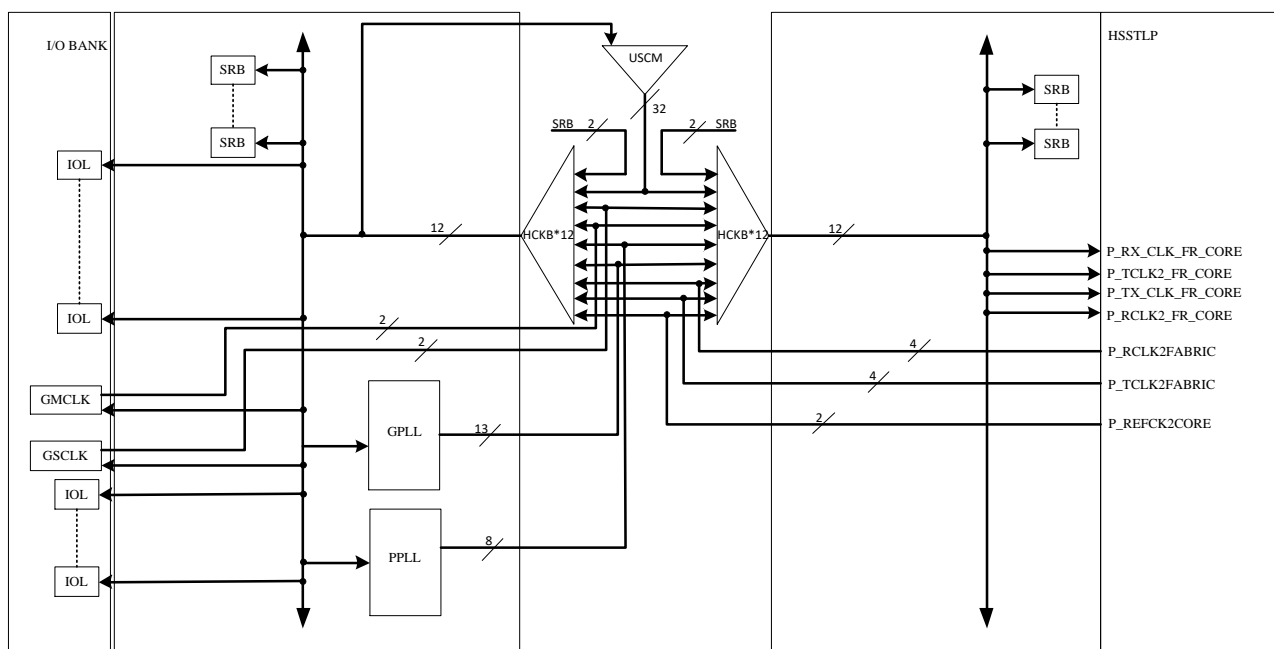 I/O BANK
HSSTLP
USCM
SRB
SRB
32
SRB
2
2
SRB
SRB
SRB
IOL
HCKB*12
HCKB*12
12
12
P_RX_CLK_FR_CORE
P_TCLK2_FR_CORE
P_TX_CLK_FR_CORE
P_RCLK2_FR_CORE
IOL
2
2
4
P_RCLK2FABRIC
4
P_TCLK2FABRIC
GMCLK
GPLL
13
2
P_REFCK2CORE
GSCLK
IOL
PPLL
8
IOL